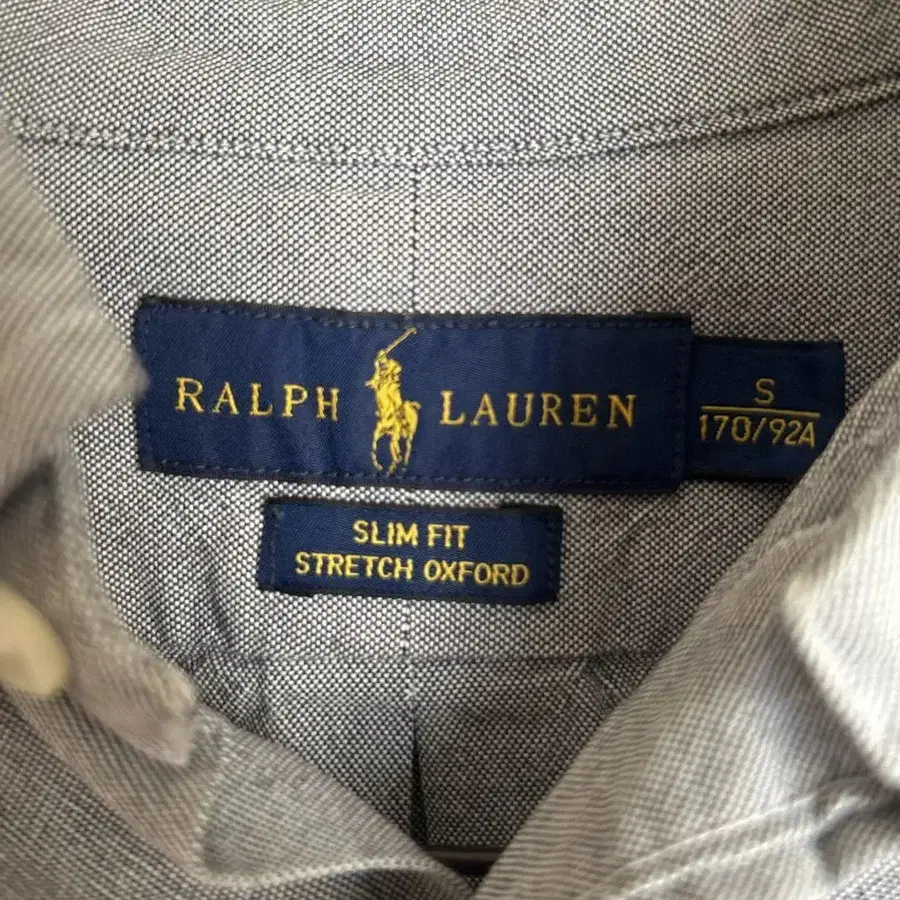 RALPH LAUREN
S
170/92A
SLIM FIT
STRETCH OXFORD